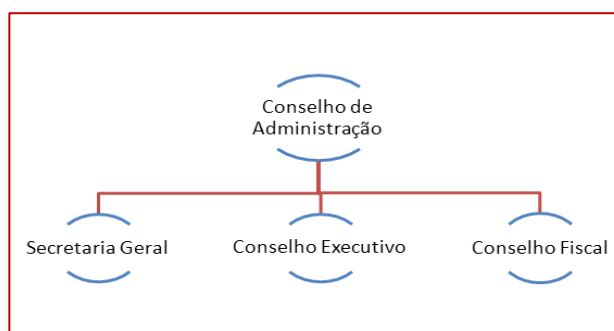 Conselho de
Administração
Secretaria Geral
Conselho Executivo
Conselho Fiscal